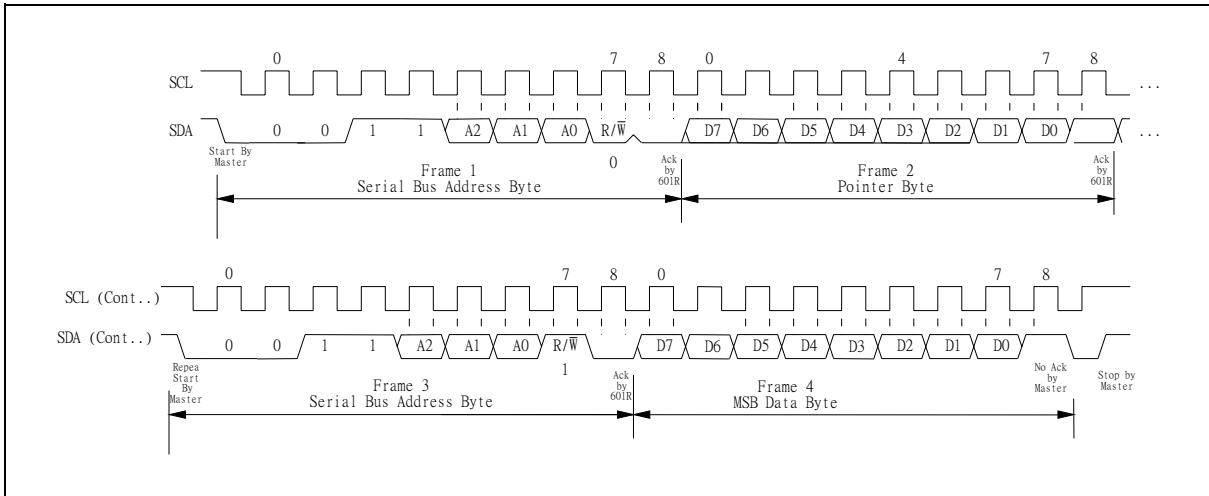 0 7 8 0 4 7 8
SCL ...
SDA 0 0 1 1 A2 A1 A0 R/W̅ D7 D6 D5 D4 D3 D2 D1 D0 ...
Start By
Master
0
Ack
by
601R
Ack
by
601R
Frame 1
Serial Bus Address Byte
Frame 2
Pointer Byte
0 7 8 0 7 8
SCL (Cont..)
SDA (Cont..) 0 0 1 1 A2 A1 A0 R/W̅ D7 D6 D5 D4 D3 D2 D1 D0
Repea
Start
By
Master
1
Ack
by
601R
No Ack
by
Master
Stop by
Master
Frame 3
Serial Bus Address Byte
Frame 4
MSB Data Byte